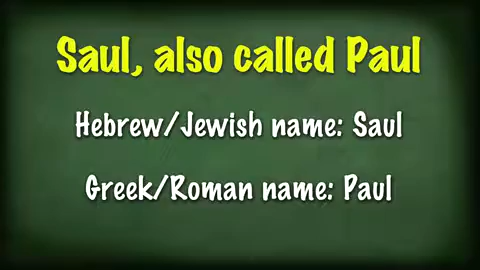 Saul, also called Paul
Hebrew/Jewish name: Saul
Greek/Roman name: Paul